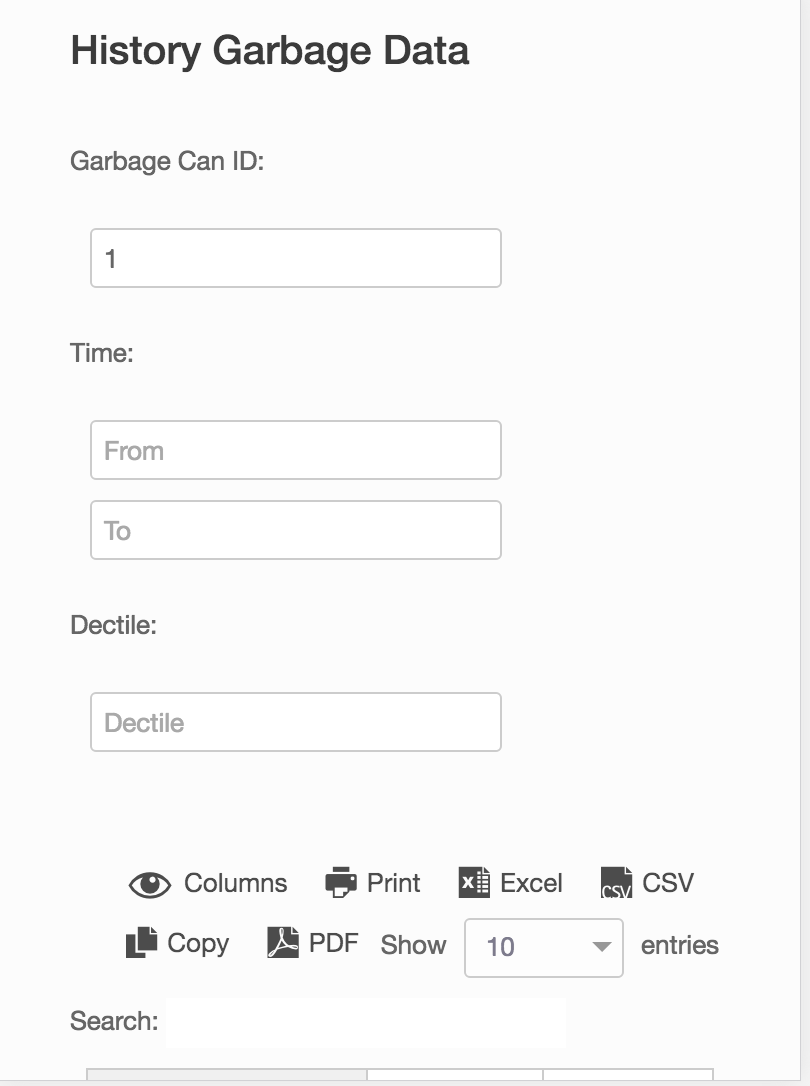 History Garbage Data
Garbage Can ID:
1
Time:
From
To
Dectile:
Dectile
Columns Print Excel CSV CSV
Copy PDF Show 10 entries
Search: